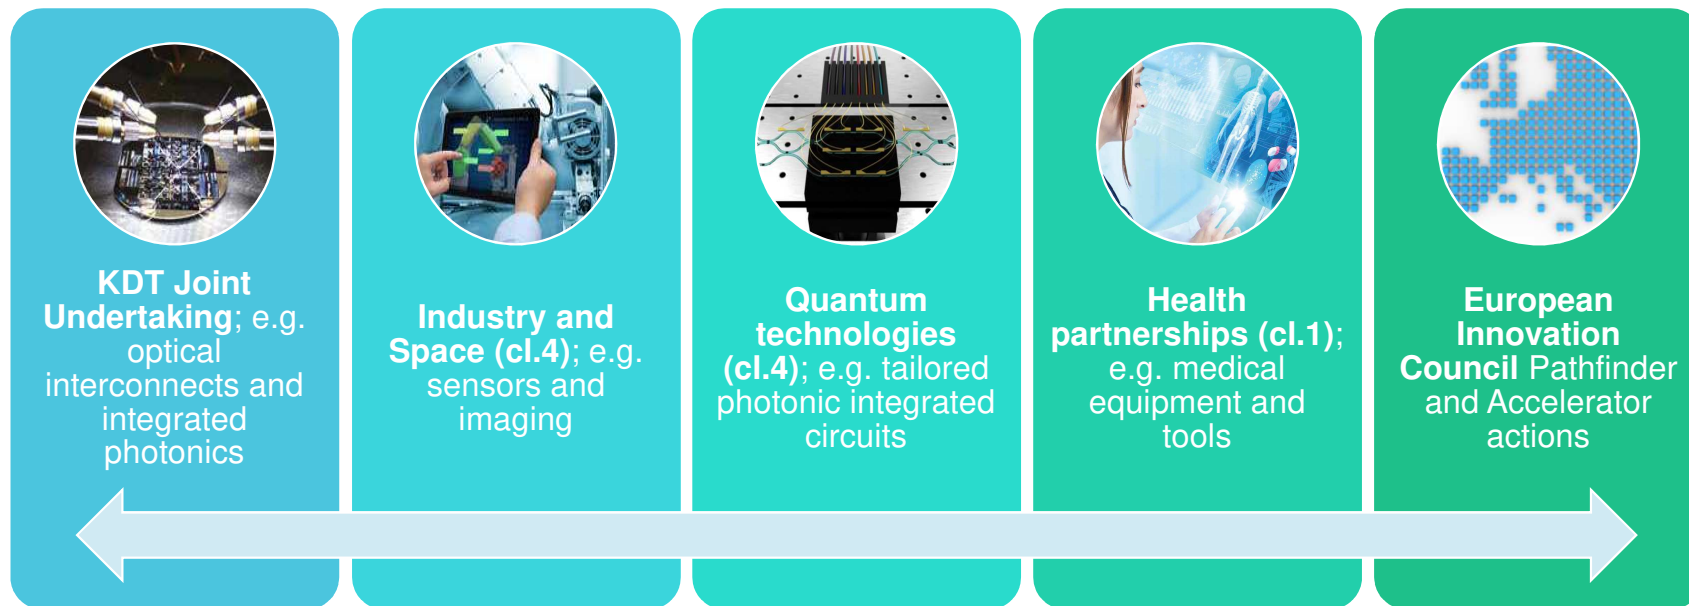 KDT Joint
Undertaking; e.g.
optical
interconnects and
integrated
photonics
Industry and
Space (cl.4); e.g.
sensors and
imaging
Quantum
technologies
(cl.4); e.g. tailored
photonic integrated
circuits
Health
partnerships (cl.1);
e.g. medical
equipment and
tools
European
Innovation
Council Pathfinder
and Accelerator
actions